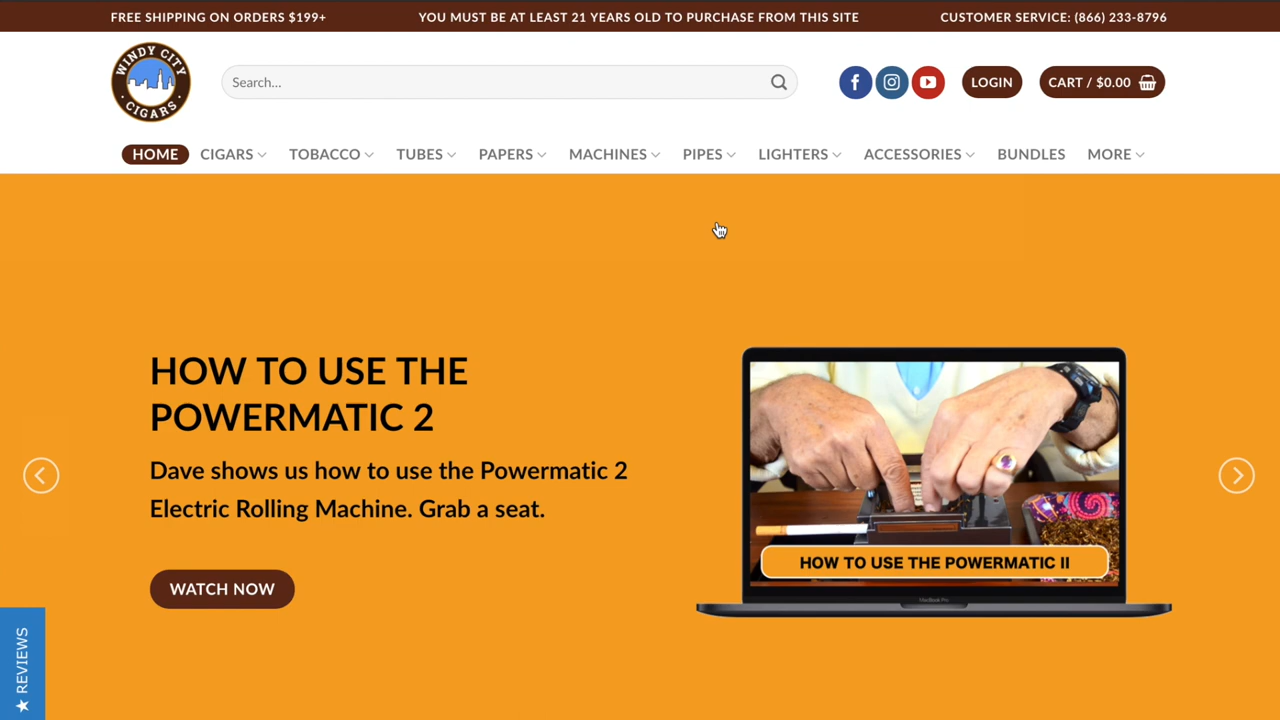 FREE SHIPPING ON ORDERS $199+
YOU MUST BE AT LEAST 21 YEARS OLD TO PURCHASE FROM THIS SITE
CUSTOMER SERVICE: (866) 233-8796
WINDY CITY
CIGARS
Search...
LOGIN
CART / $0.00
HOME
CIGARS
TOBACCO
TUBES
PAPERS
MACHINES
PIPES
LIGHTERS
ACCESSORIES
BUNDLES
MORE
HOW TO USE THE
POWERMATIC 2
Dave shows us how to use the Powermatic 2
Electric Rolling Machine. Grab a seat.
WATCH NOW
HOW TO USE THE POWERMATIC II
MacBook Pro
★ REVIEWS